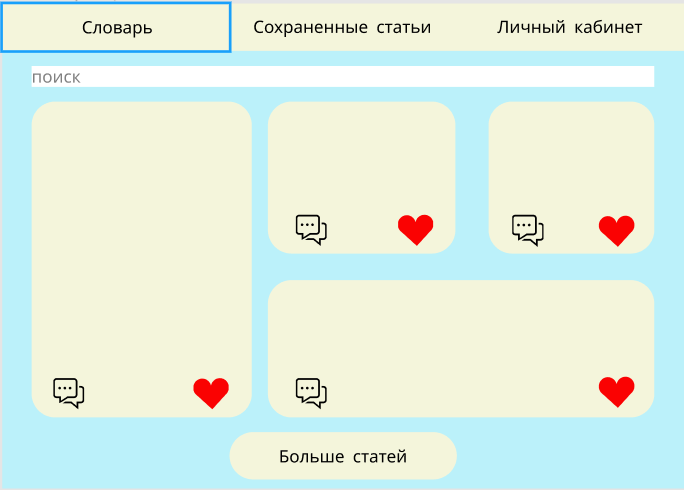 Словарь
Сохраненные статьи
Личный кабинет
поиск
Больше статей